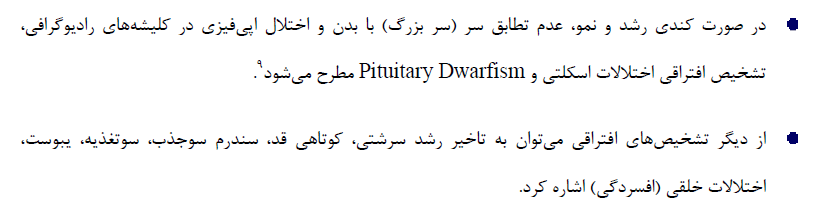 ● در صورت کندی رشد و نمو، عدم تطابق سر (سر بزرگ) با بدن و اختلال اپی‌فیزی در کلیشه‌های رادیوگرافی،
تشخیص افتراقی اختلالات اسکلتی و Pituitary Dwarfism مطرح می‌شود۹.
● از دیگر تشخیص‌های افتراقی می‌توان به تاخیر رشد سرشتی، کوتاهی قد، سندرم سوجذب، سوتغذیه، یبوست،
اختلالات خلقی (افسردگی) اشاره کرد.